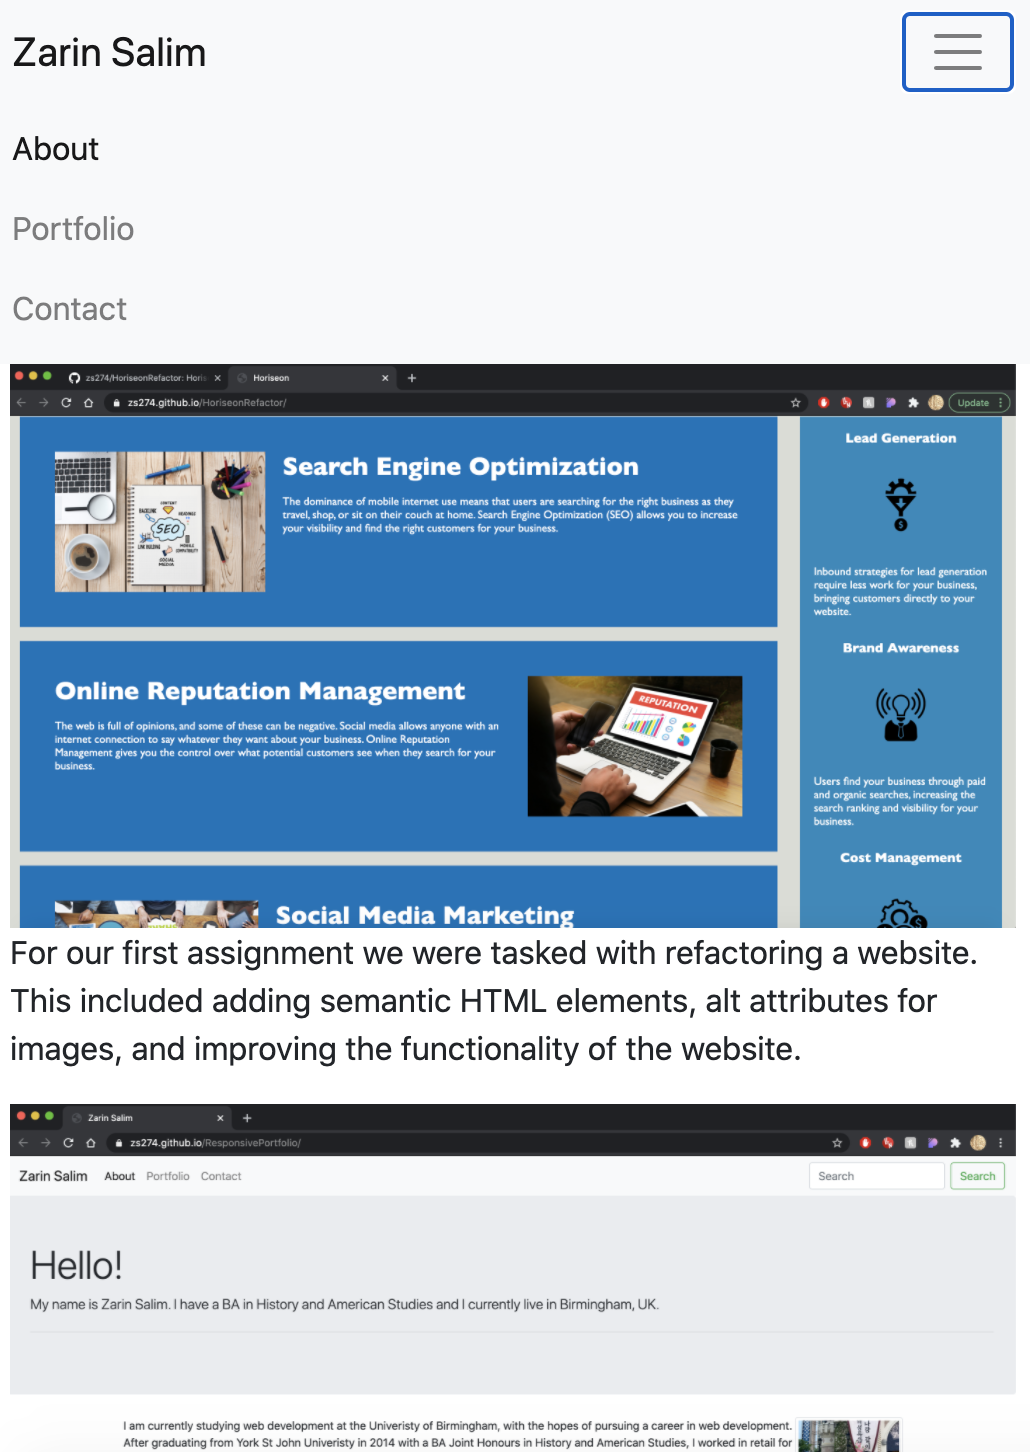 Zarin Salim
About
Portfolio
Contact
zs274/HoriseonRefactor: Horis
Horiseon
zs274.github.io/HoriseonRefactor/
Update
Search Engine Optimization
The dominance of mobile internet use means that users are searching for the right business as they
travel, shop, or sit on their couch at home. Search Engine Optimization (SEO) allows you to increase
your visibility and find the right customers for your business.
CONTENT
BACKLINKS
SEO
LINK BUILDING
SOCIAL
MEDIA
Lead Generation
Inbound strategies for lead generation
require less work for your business,
bringing customers directly to your
website.
Online Reputation Management
The web is full of opinions, and some of these can be negative. Social media allows anyone with an
internet connection to say whatever they want about your business. Online Reputation
Management gives you the control over what potential customers see when they search for your
business.
REPUTATION
Brand Awareness
Users find your business through paid
and organic searches, increasing the
search ranking and visibility for your
business.
Cost Management
Social Media Marketing
For our first assignment we were tasked with refactoring a website.
This included adding semantic HTML elements, alt attributes for
images, and improving the functionality of the website.
Zarin Salim
zs274.github.io/ResponsivePortfolio/
Zarin Salim About Portfolio Contact Search Search
Hello!
My name is Zarin Salim. I have a BA in History and American Studies and I currently live in Birmingham, UK.
I am currently studying web development at the Univeristy of Birmingham, with the hopes of pursuing a career in web development.
After graduating from York St John Univeristy in 2014 with a BA Joint Honours in History and American Studies, I worked in retail for